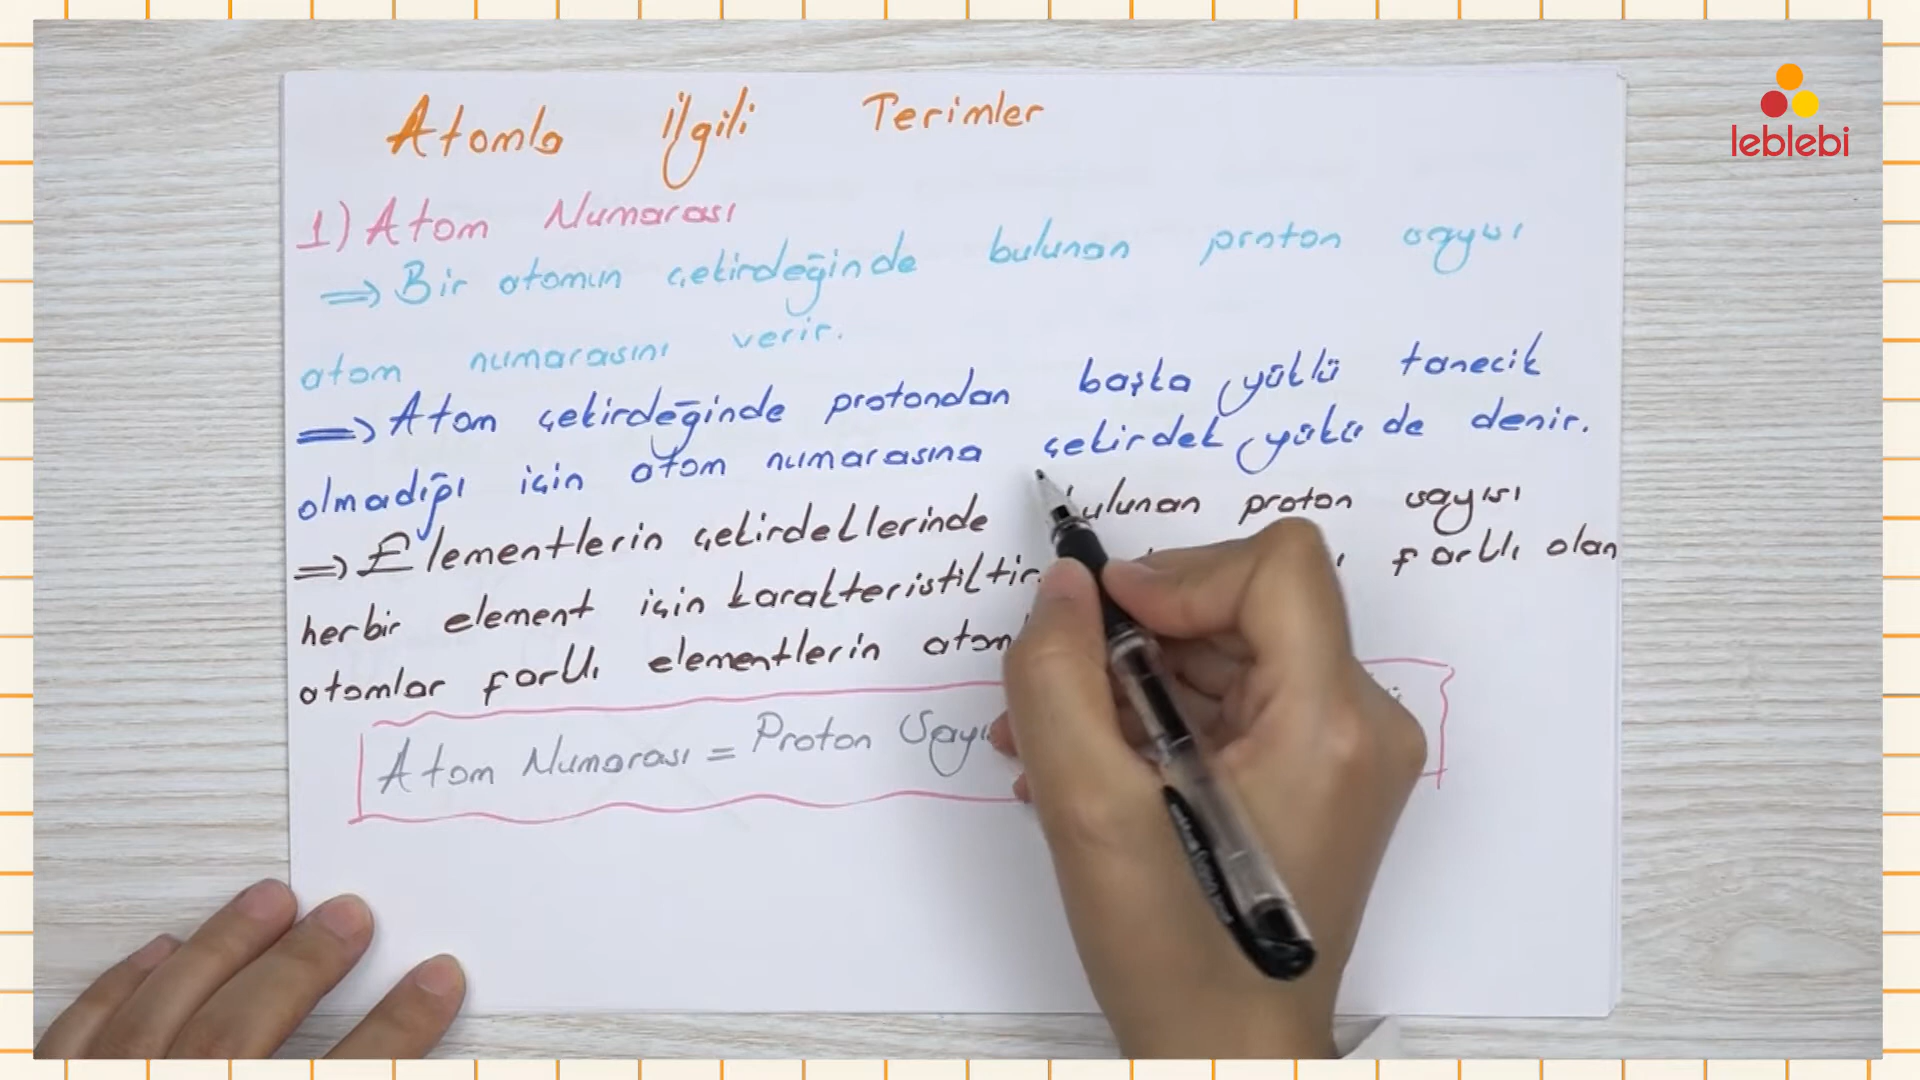 Atomla ilgili Terimler
leblebi
1) Atom Numarası
⇒ Bir atomun çekirdeğinde bulunan proton sayısı
atom numarasını verir.
⇒ Atom çekirdeğinde protondan başka yüklü tanecik
olmadığı için atom numarasına çekirdek yükü de denir.
⇒ Elementlerin çekirdeklerinde bulunan proton sayısı
herbir element için karakteristiktir. farklı olan
atomlar farklı elementlerin
Atom Numarası = Proton